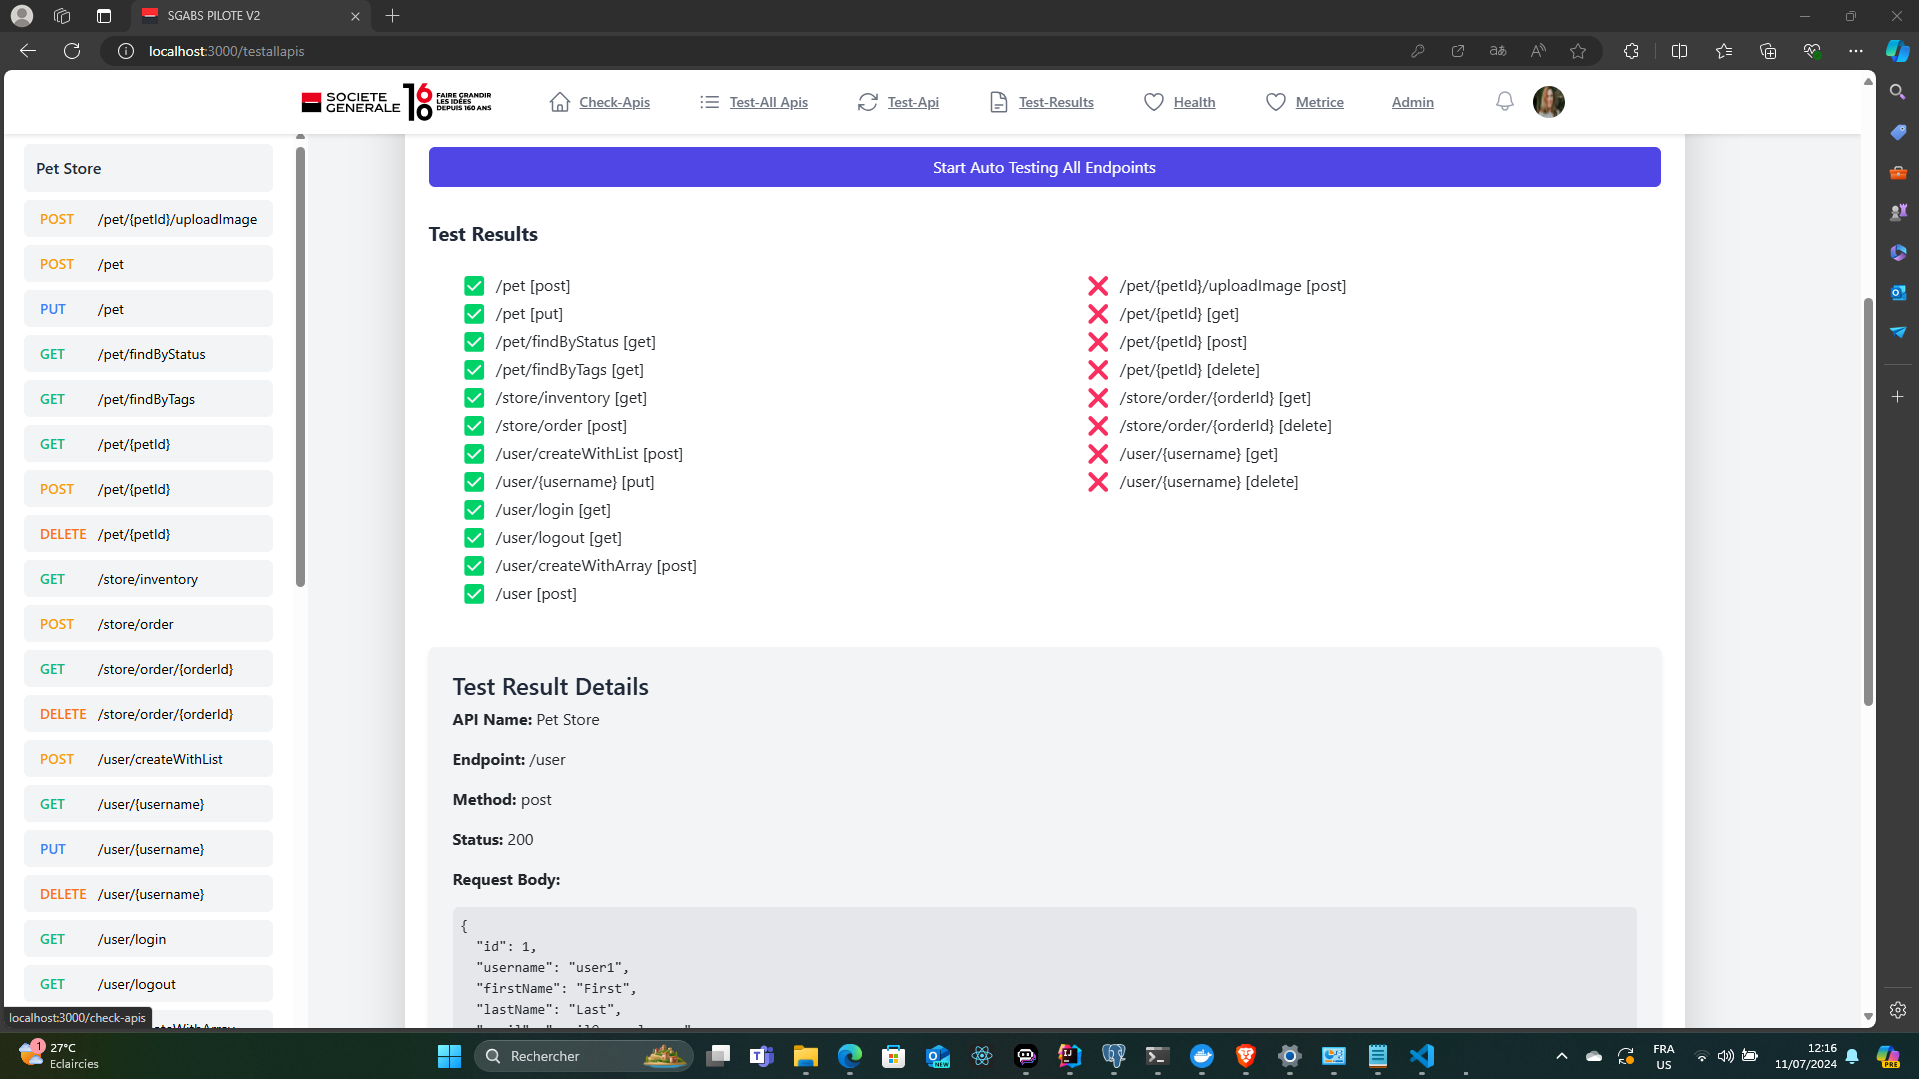 SGABS PILOTE V2
localhost:3000/testallapis
SOCIETE GENERALE
160
FAIRE GRANDIR
LES IDÉES
DEPUIS 160 ANS
Check-Apis
Test-All Apis
Test-Api
Test-Results
Health
Metrice
Admin
Pet Store
POST /pet/{petId}/uploadImage
POST /pet
PUT /pet
GET /pet/findByStatus
GET /pet/findByTags
GET /pet/{petId}
POST /pet/{petId}
DELETE /pet/{petId}
GET /store/inventory
POST /store/order
GET /store/order/{orderId}
DELETE /store/order/{orderId}
POST /user/createWithList
GET /user/{username}
PUT /user/{username}
DELETE /user/{username}
GET /user/login
GET /user/logout
localhost:3000/check-apis
Start Auto Testing All Endpoints
Test Results
/pet [post]
/pet [put]
/pet/findByStatus [get]
/pet/findByTags [get]
/store/inventory [get]
/store/order [post]
/user/createWithList [post]
/user/{username} [put]
/user/login [get]
/user/logout [get]
/user/createWithArray [post]
/user [post]
/pet/{petId}/uploadImage [post]
/pet/{petId} [get]
/pet/{petId} [post]
/pet/{petId} [delete]
/store/order/{orderId} [get]
/store/order/{orderId} [delete]
/user/{username} [get]
/user/{username} [delete]
Test Result Details
API Name: Pet Store
Endpoint: /user
Method: post
Status: 200
Request Body:
{
"id": 1,
"username": "user1",
"firstName": "First",
"lastName": "Last",
1
27°C
Eclaircies
Rechercher
FRA
US
12:16
11/07/2024